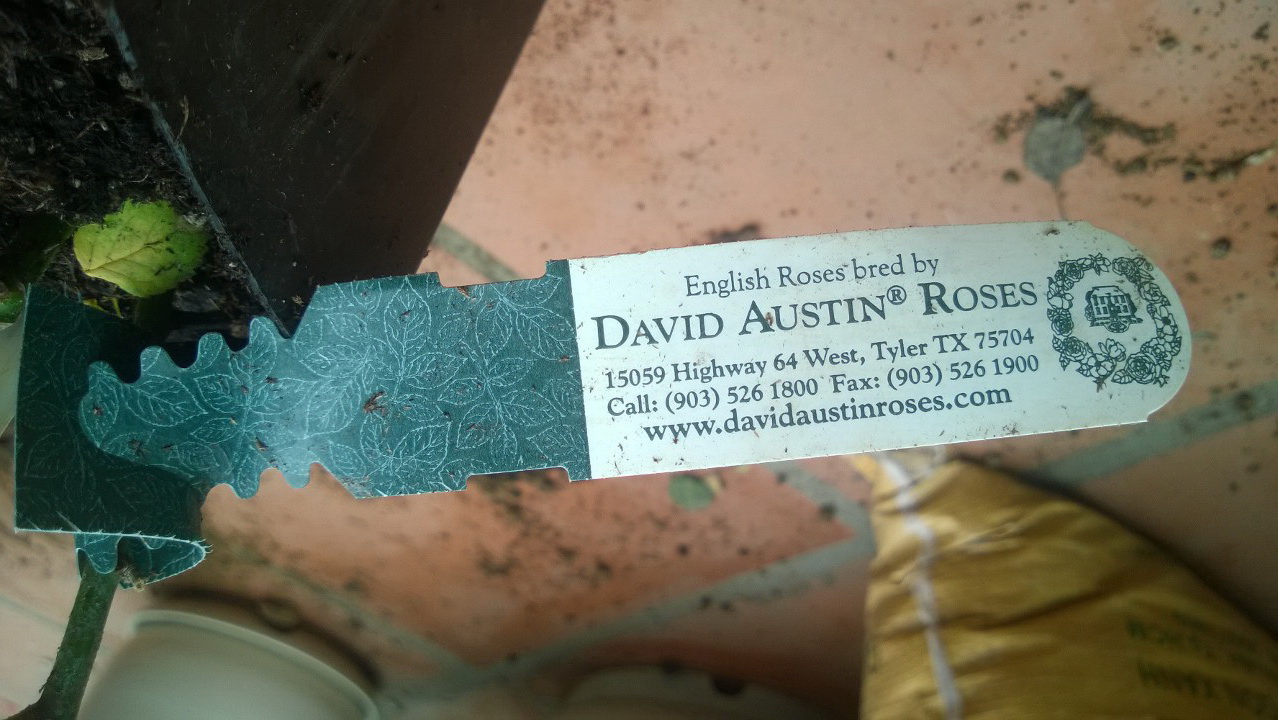 English Roses bred by
DAVID AUSTIN® ROSES
15059 Highway 64 West, Tyler TX 75704
Call: (903) 526 1800 Fax: (903) 526 1900
www.davidaustinroses.com